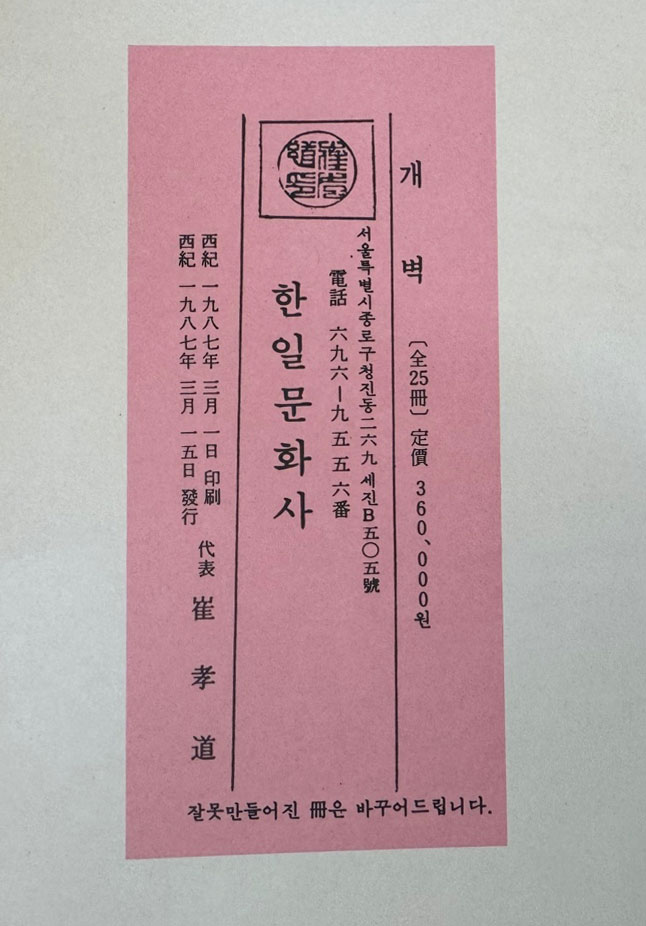 개벽 〔全25冊〕 定價 360,000원
서울특별시종로구청진동二六九 세진B五〇五號
電話 六九六ー九五五六番
한일문화사
西紀 一九八七年 三月 一日 印刷
西紀 一九八七年 三月 一五日 發行
代表 崔孝道
잘못만들어진 冊은 바꾸어드립니다.